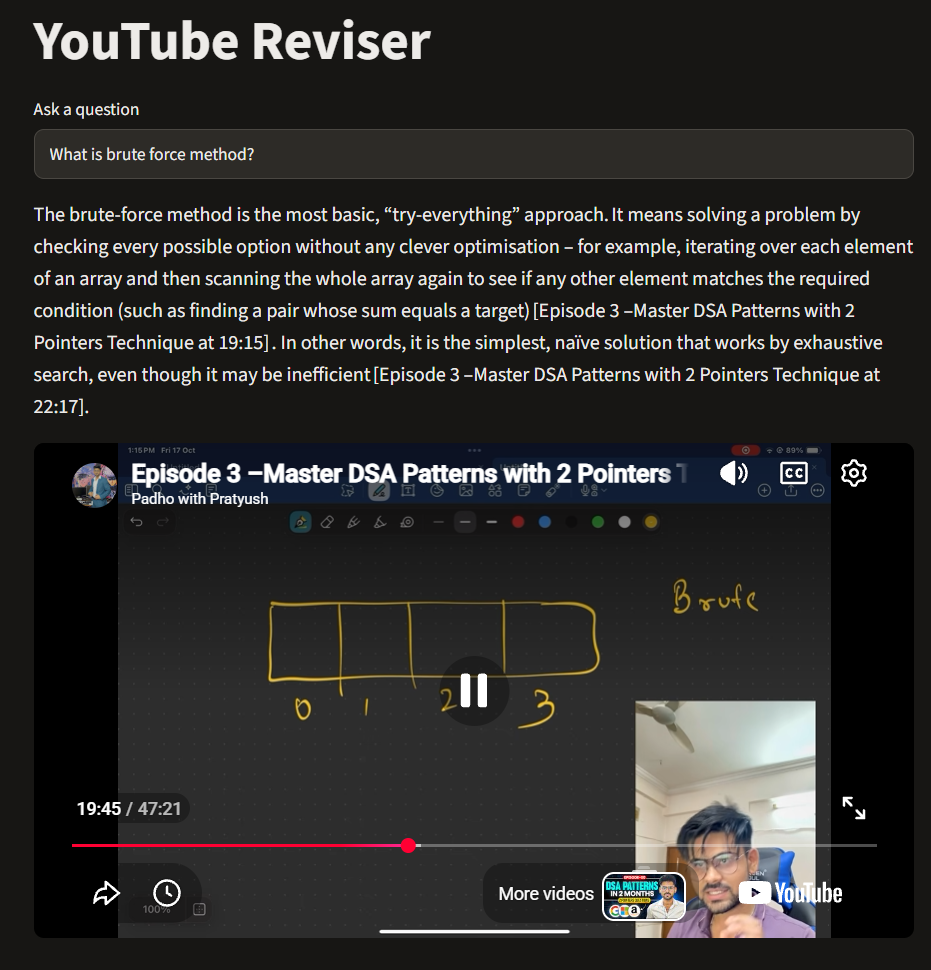 YouTube Reviser
Ask a question
What is brute force method?
The brute-force method is the most basic, “try-everything” approach. It means solving a problem by
checking every possible option without any clever optimisation – for example, iterating over each element
of an array and then scanning the whole array again to see if any other element matches the required
condition (such as finding a pair whose sum equals a target) [Episode 3 –Master DSA Patterns with 2
Pointers Technique at 19:15] . In other words, it is the simplest, naïve solution that works by exhaustive
search, even though it may be inefficient [Episode 3 –Master DSA Patterns with 2 Pointers Technique at
22:17].
1:15 PM Fri 17 Oct
89%
Episode 3 –Master DSA Patterns with 2 Pointers T
CC
Padho with Pratyush
Brute
0 1 2 3
19:45 / 47:21
More videos
DSA PATTERNS
IN 2 MONTHS
YouTube
100%